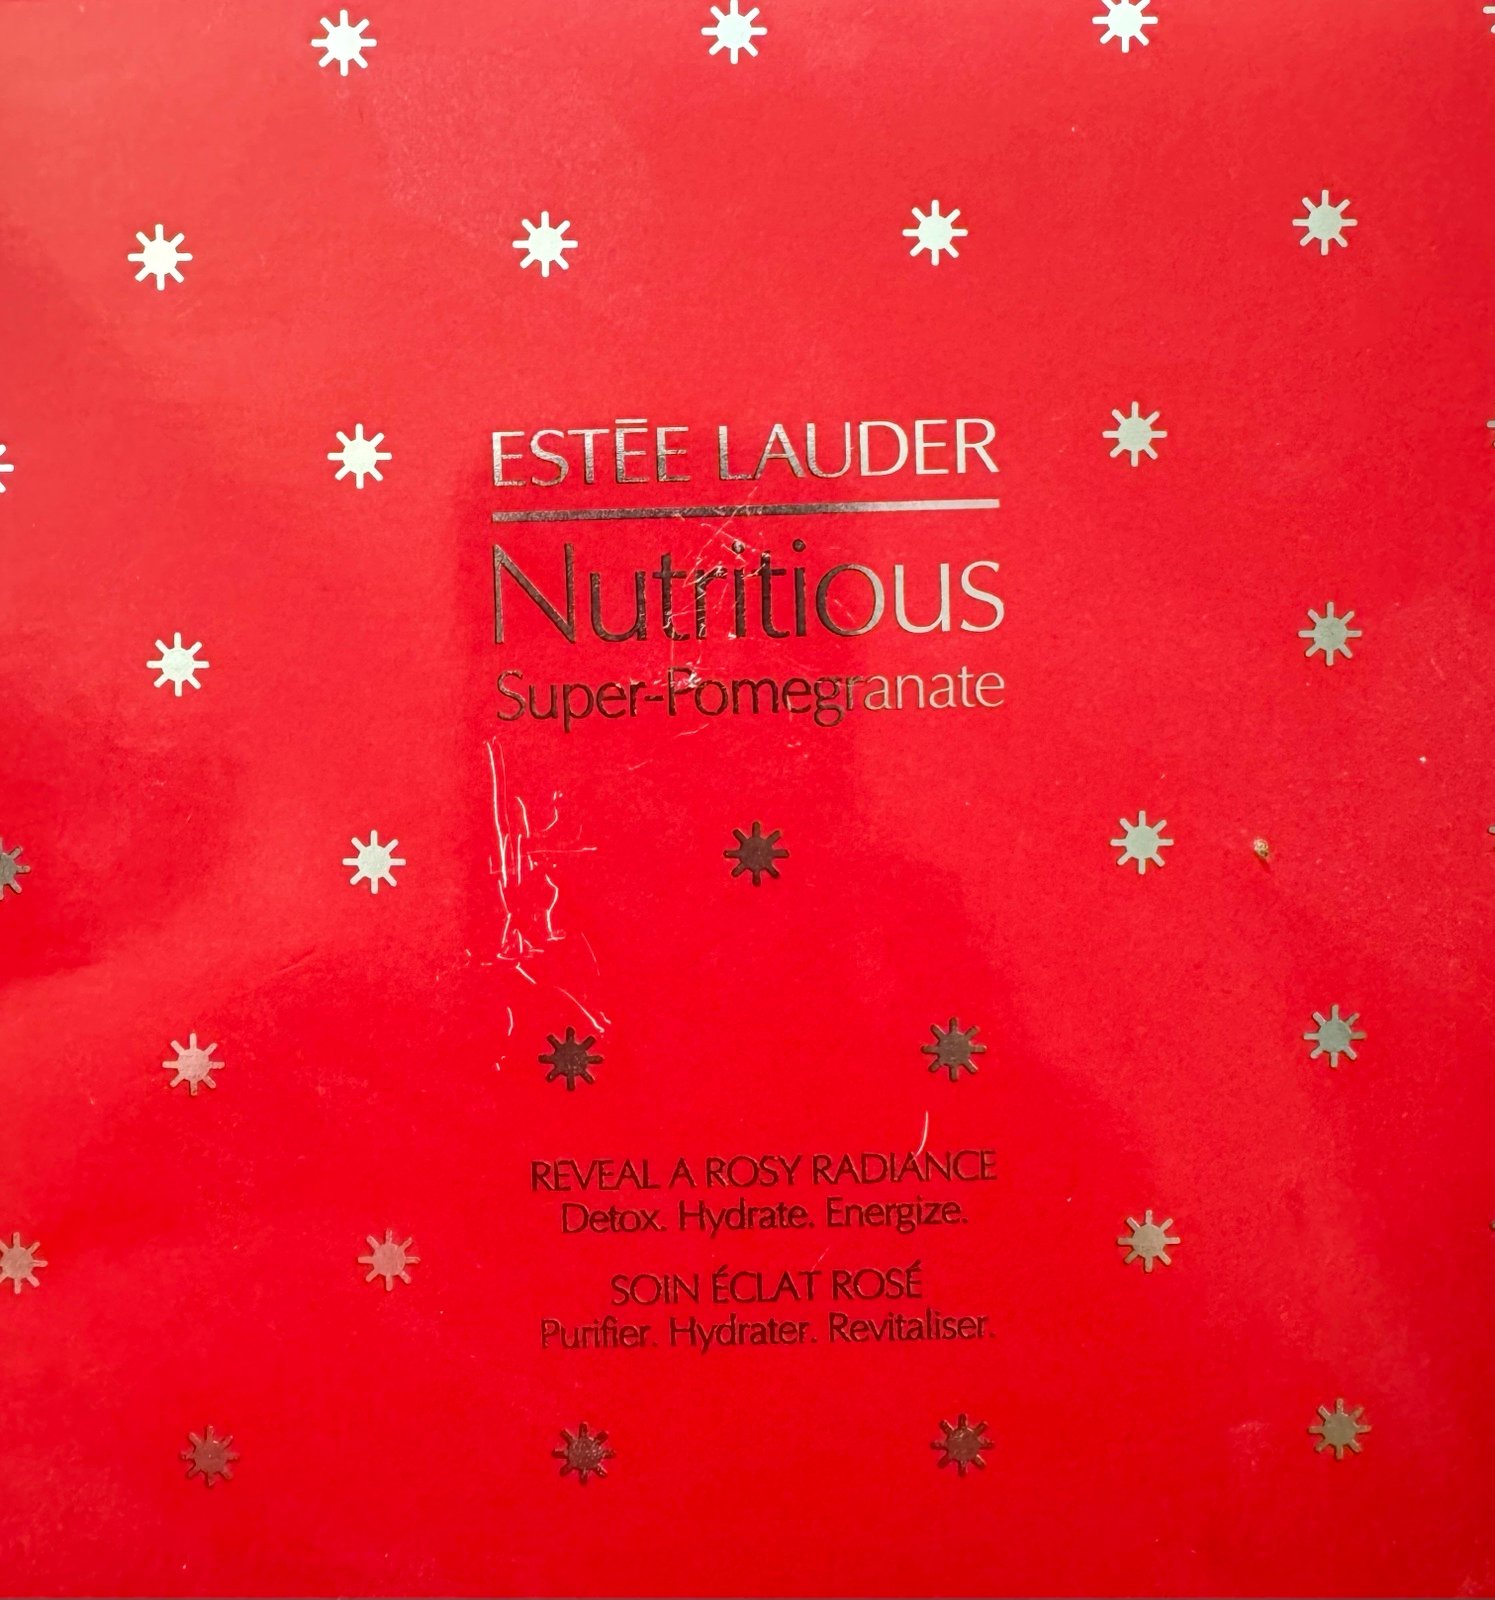 ESTĒE LAUDER
Nutritious
Super-Pomegranate
REVEAL A ROSY RADIANCE
Detox. Hydrate. Energize.
SOIN ÉCLAT ROSÉ
Purifier. Hydrater. Revitaliser.